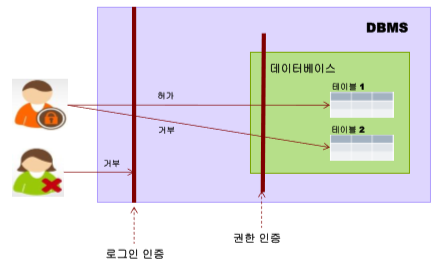 DBMS
데이터베이스
테이블 1
허가
거부
테이블 2
거부
권한 인증
로그인 인증